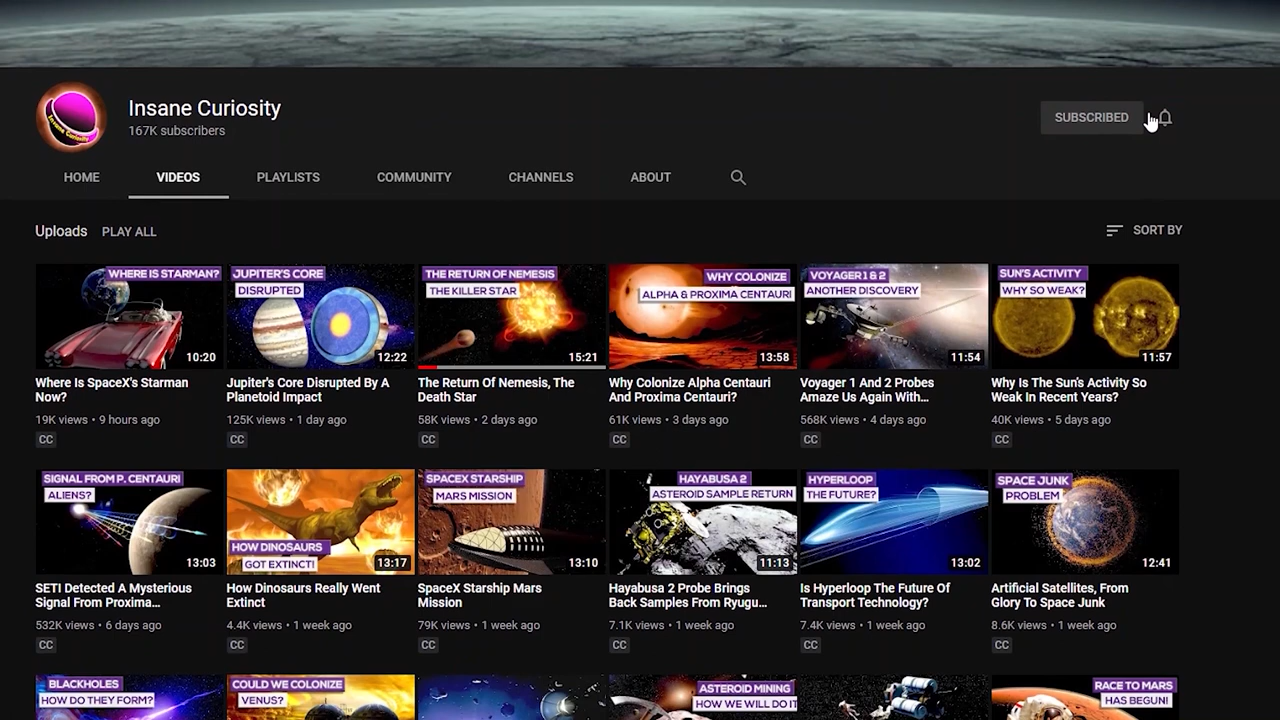 Insane Curiosity
167K subscribers
SUBSCRIBED
HOME
VIDEOS
PLAYLISTS
COMMUNITY
CHANNELS
ABOUT
Uploads
PLAY ALL
SORT BY
WHERE IS STARMAN?
10:20
Where Is SpaceX's Starman
Now?
19K views • 9 hours ago
CC
JUPITER'S CORE
DISRUPTED
12:22
Jupiter's Core Disrupted By A
Planetoid Impact
125K views • 1 day ago
CC
THE RETURN OF NEMESIS
THE KILLER STAR
15:21
The Return Of Nemesis, The
Death Star
58K views • 2 days ago
CC
WHY COLONIZE
ALPHA & PROXIMA CENTAURI
13:58
Why Colonize Alpha Centauri
And Proxima Centauri?
61K views • 3 days ago
CC
VOYAGER 1 & 2
ANOTHER DISCOVERY
11:54
Voyager 1 And 2 Probes
Amaze Us Again With...
568K views • 4 days ago
CC
SUN'S ACTIVITY
WHY SO WEAK?
11:57
Why Is The Sun's Activity So
Weak In Recent Years?
40K views • 5 days ago
CC
SIGNAL FROM P. CENTAURI
ALIENS?
13:03
SETI Detected A Mysterious
Signal From Proxima...
532K views • 6 days ago
CC
HOW DINOSAURS
GOT EXTINCT!
13:17
How Dinosaurs Really Went
Extinct
4.4K views • 1 week ago
CC
SPACEX STARSHIP
MARS MISSION
13:10
SpaceX Starship Mars
Mission
79K views • 1 week ago
CC
HAYABUSA 2
ASTEROID SAMPLE RETURN
11:13
Hayabusa 2 Probe Brings
Back Samples From Ryugu...
7.1K views • 1 week ago
CC
HYPERLOOP
THE FUTURE?
13:02
Is Hyperloop The Future Of
Transport Technology?
7.4K views • 1 week ago
CC
SPACE JUNK
PROBLEM
12:41
Artificial Satellites, From
Glory To Space Junk
8.6K views • 1 week ago
CC
BLACKHOLES
HOW DO THEY FORM?
COULD WE COLONIZE
VENUS?
ASTEROID MINING
HOW WE WILL DO IT
RACE TO MARS
HAS BEGUN!